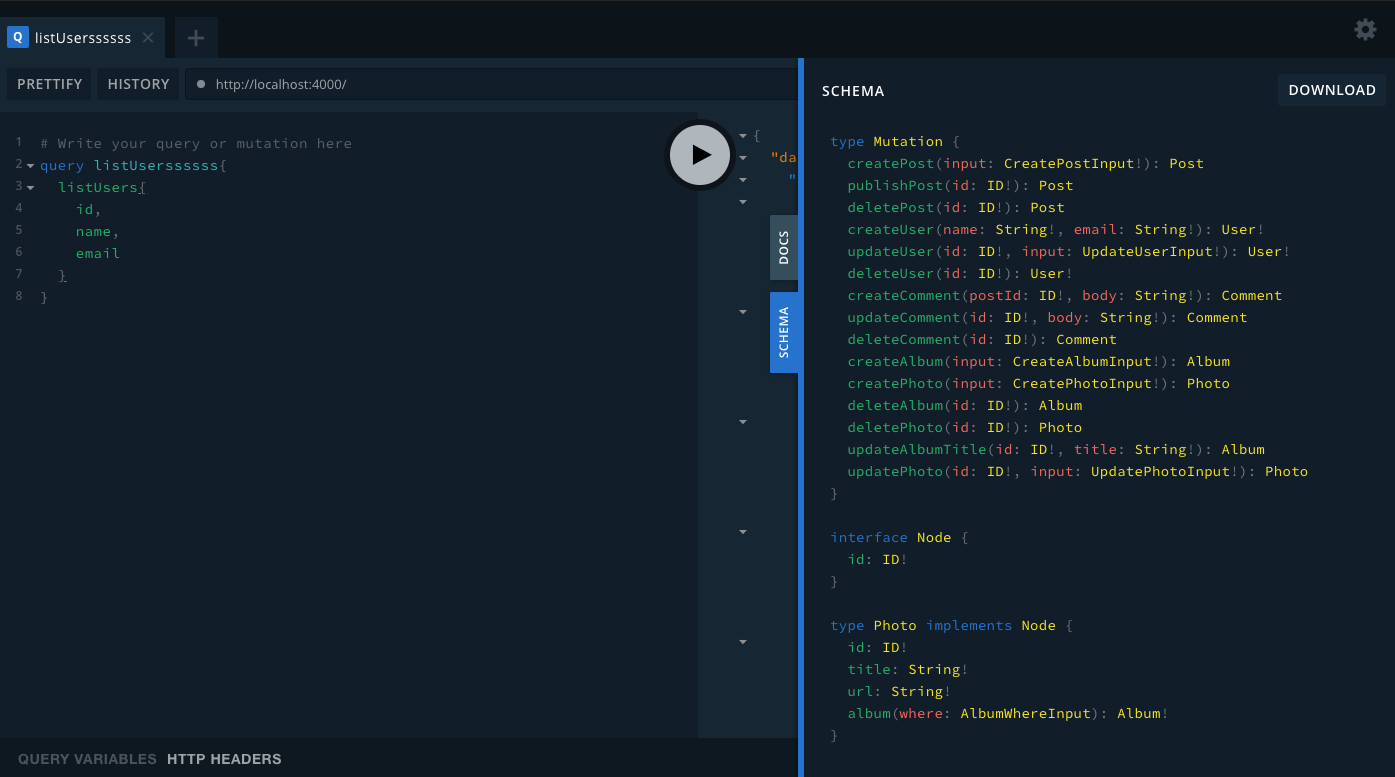 Q listUserssssss
PRETTIFY HISTORY http://localhost:4000/
1 # Write your query or mutation here
2 query listUserssssss{
3 listUsers{
4 id,
5 name,
6 email
7 }
8 }
{
"da
"
DOCS
SCHEMA
QUERY VARIABLES HTTP HEADERS
SCHEMA
DOWNLOAD
type Mutation {
createPost(input: CreatePostInput!): Post
publishPost(id: ID!): Post
deletePost(id: ID!): Post
createUser(name: String!, email: String!): User!
updateUser(id: ID!, input: UpdateUserInput!): User!
deleteUser(id: ID!): User!
createComment(postId: ID!, body: String!): Comment
updateComment(id: ID!, body: String!): Comment
deleteComment(id: ID!): Comment
createAlbum(input: CreateAlbumInput!): Album
createPhoto(input: CreatePhotoInput!): Photo
deleteAlbum(id: ID!): Album
deletePhoto(id: ID!): Photo
updateAlbumTitle(id: ID!, title: String!): Album
updatePhoto(id: ID!, input: UpdatePhotoInput!): Photo
}
interface Node {
id: ID!
}
type Photo implements Node {
id: ID!
title: String!
url: String!
album(where: AlbumWhereInput): Album!
}